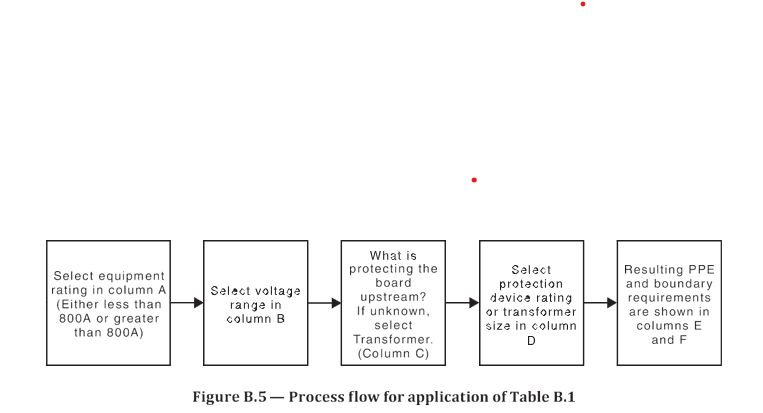 Select equipment
rating in column A
(Either less than
800A or greater
than 800A)
Select voltage
range in
column B
What is
protecting the
board
upstream?
If unknown,
select
Transformer.
(Column C)
Select
protection
device rating
or transformer
size in column
D
Resulting PPE
and boundary
requirements
are shown in
columns E
and F
Figure B.5 — Process flow for application of Table B.1